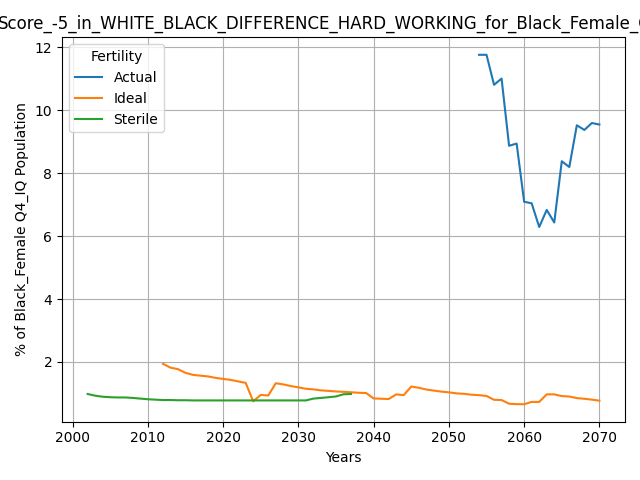 Score_-5_in_WHITE_BLACK_DIFFERENCE_HARD_WORKING_for_Black_Female_
Fertility
Actual
Ideal
Sterile
% of Black_Female Q4_IQ Population
12
10
8
6
4
2
2000 2010 2020 2030 2040 2050 2060 2070
Years